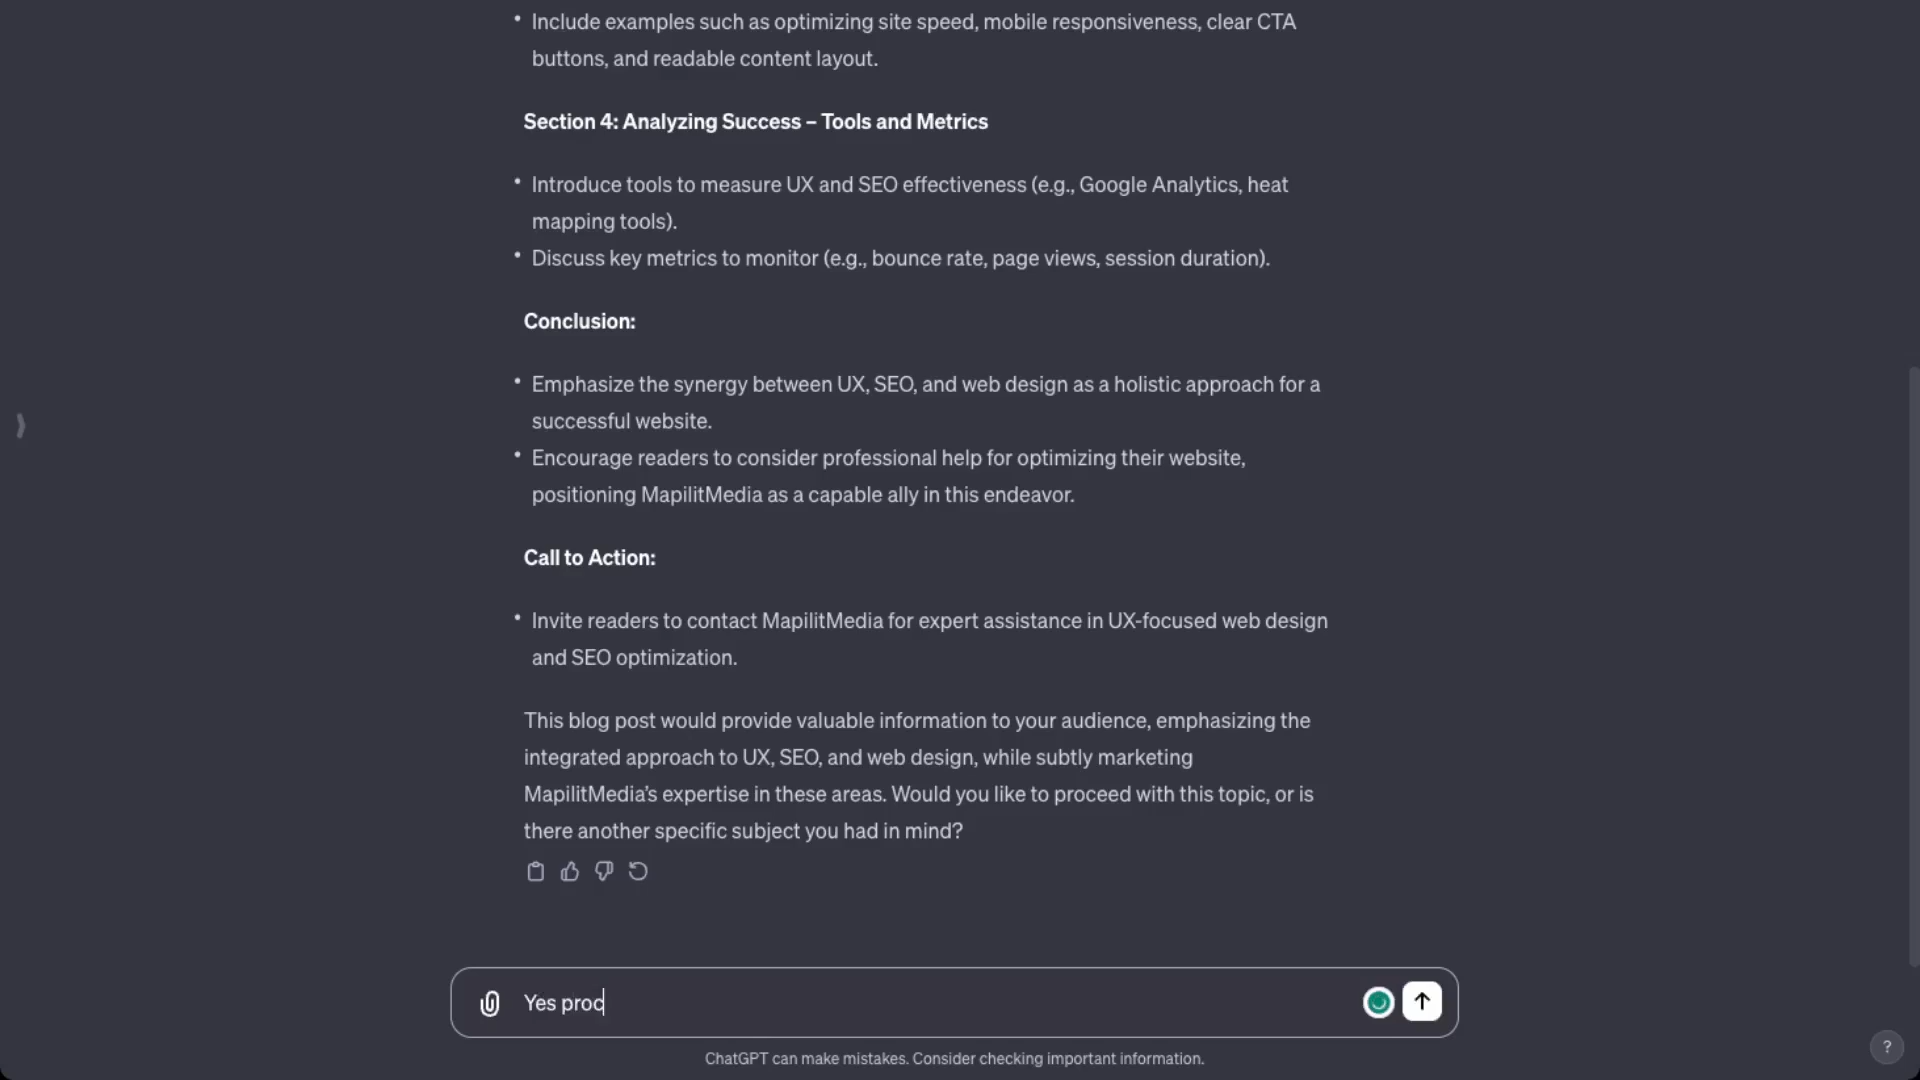 • Include examples such as optimizing site speed, mobile responsiveness, clear CTA
buttons, and readable content layout.
Section 4: Analyzing Success – Tools and Metrics
• Introduce tools to measure UX and SEO effectiveness (e.g., Google Analytics, heat
mapping tools).
• Discuss key metrics to monitor (e.g., bounce rate, page views, session duration).
Conclusion:
• Emphasize the synergy between UX, SEO, and web design as a holistic approach for a
successful website.
• Encourage readers to consider professional help for optimizing their website,
positioning MapilitMedia as a capable ally in this endeavor.
Call to Action:
• Invite readers to contact MapilitMedia for expert assistance in UX-focused web design
and SEO optimization.
This blog post would provide valuable information to your audience, emphasizing the
integrated approach to UX, SEO, and web design, while subtly marketing
MapilitMedia's expertise in these areas. Would you like to proceed with this topic, or is
there another specific subject you had in mind?
Yes proc
ChatGPT can make mistakes. Consider checking important information.
?